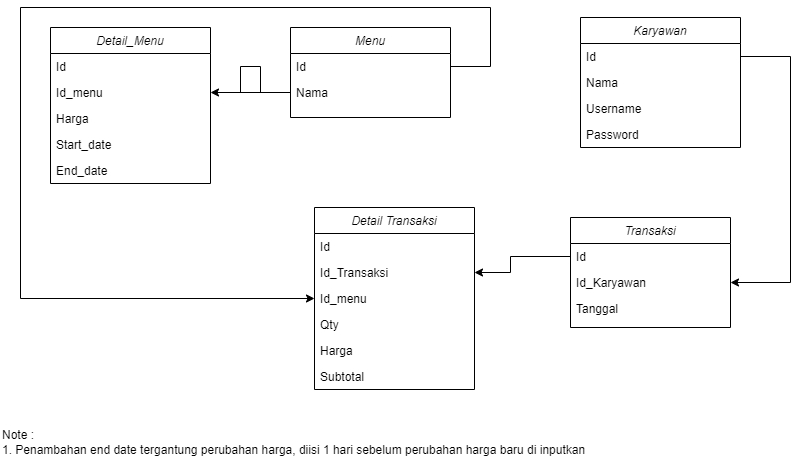 Detail_Menu
Id
Id_menu
Harga
Start_date
End_date
Menu
Id
Nama
Karyawan
Id
Nama
Username
Password
Detail Transaksi
Id
Id_Transaksi
Id_menu
Qty
Harga
Subtotal
Transaksi
Id
Id_Karyawan
Tanggal
Note :
1. Penambahan end date tergantung perubahan harga, diisi 1 hari sebelum perubahan harga baru di inputkan